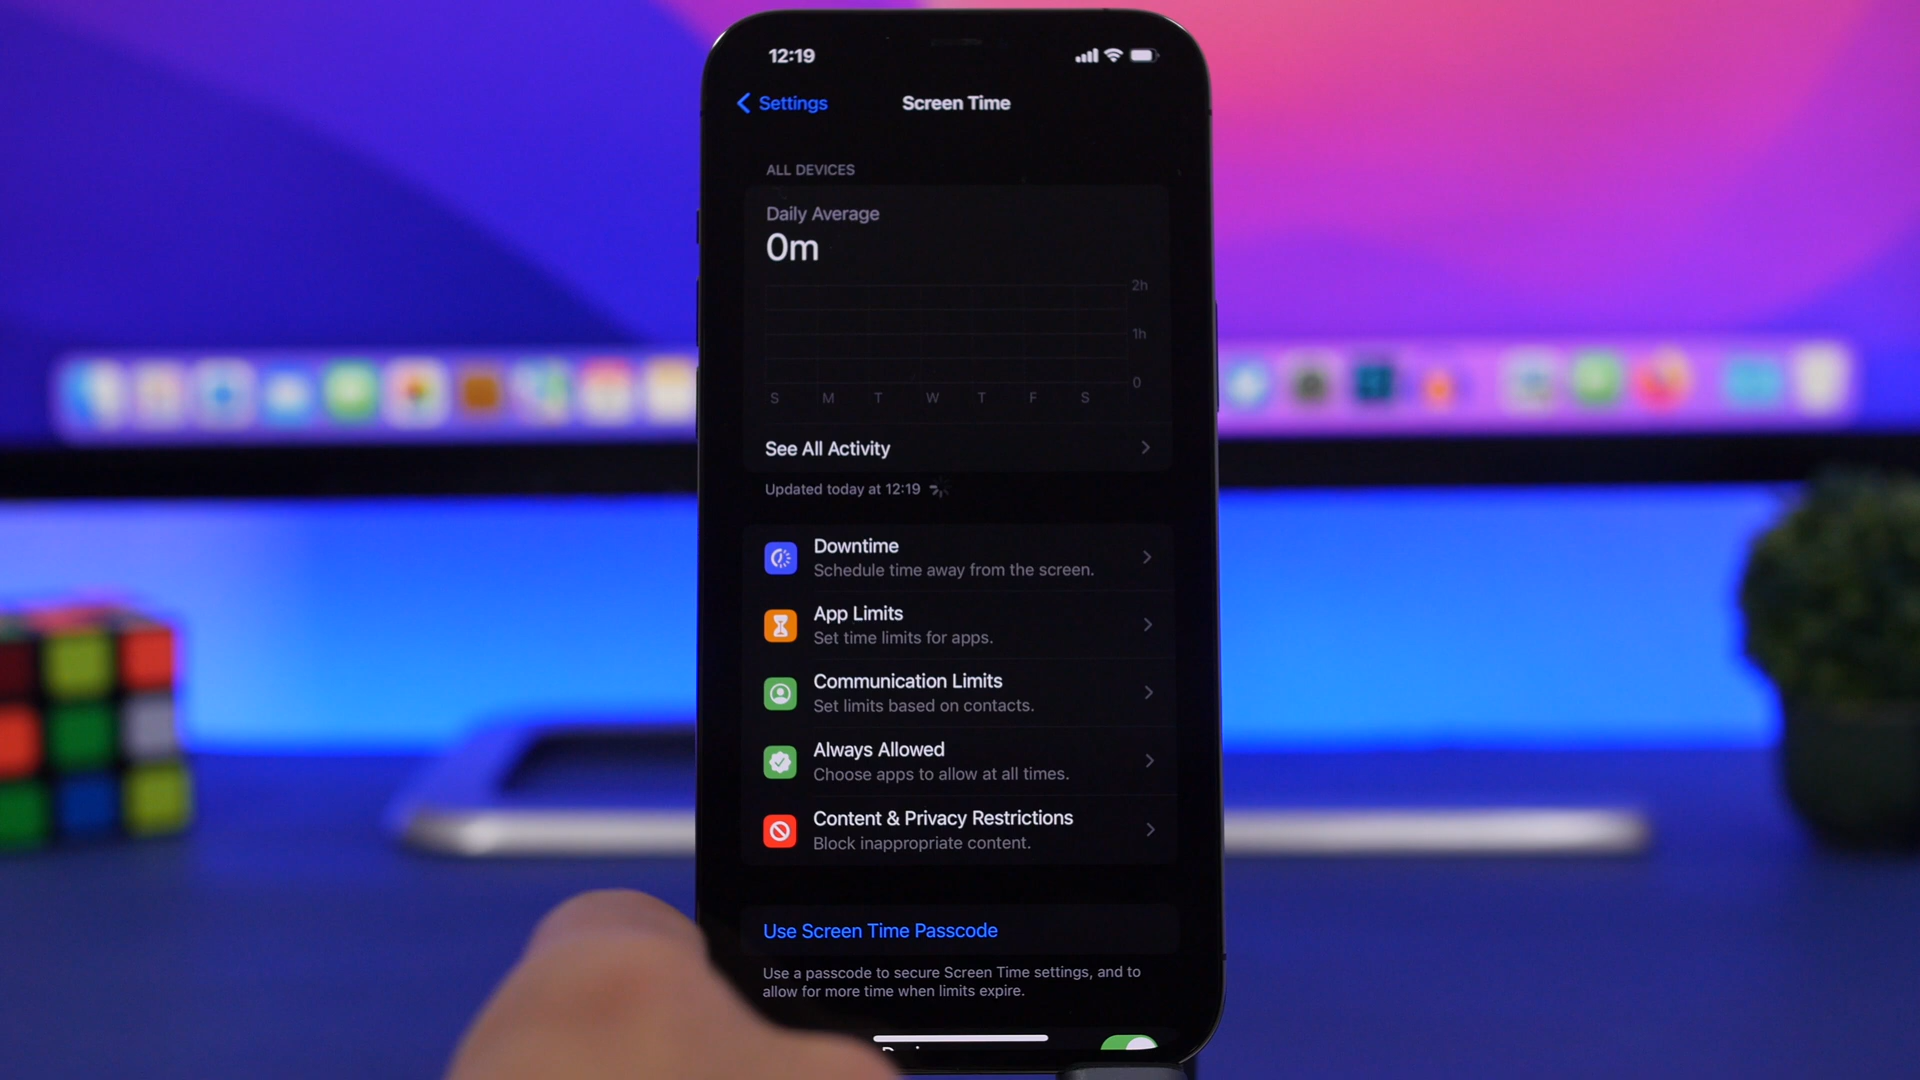 12:19
Settings
Screen Time
ALL DEVICES
Daily Average
0m
2h
1h
0
S M T W T F S
See All Activity
Updated today at 12:19
Downtime
Schedule time away from the screen.
App Limits
Set time limits for apps.
Communication Limits
Set limits based on contacts.
Always Allowed
Choose apps to allow at all times.
Content & Privacy Restrictions
Block inappropriate content.
Use Screen Time Passcode
Use a passcode to secure Screen Time settings, and to
allow for more time when limits expire.